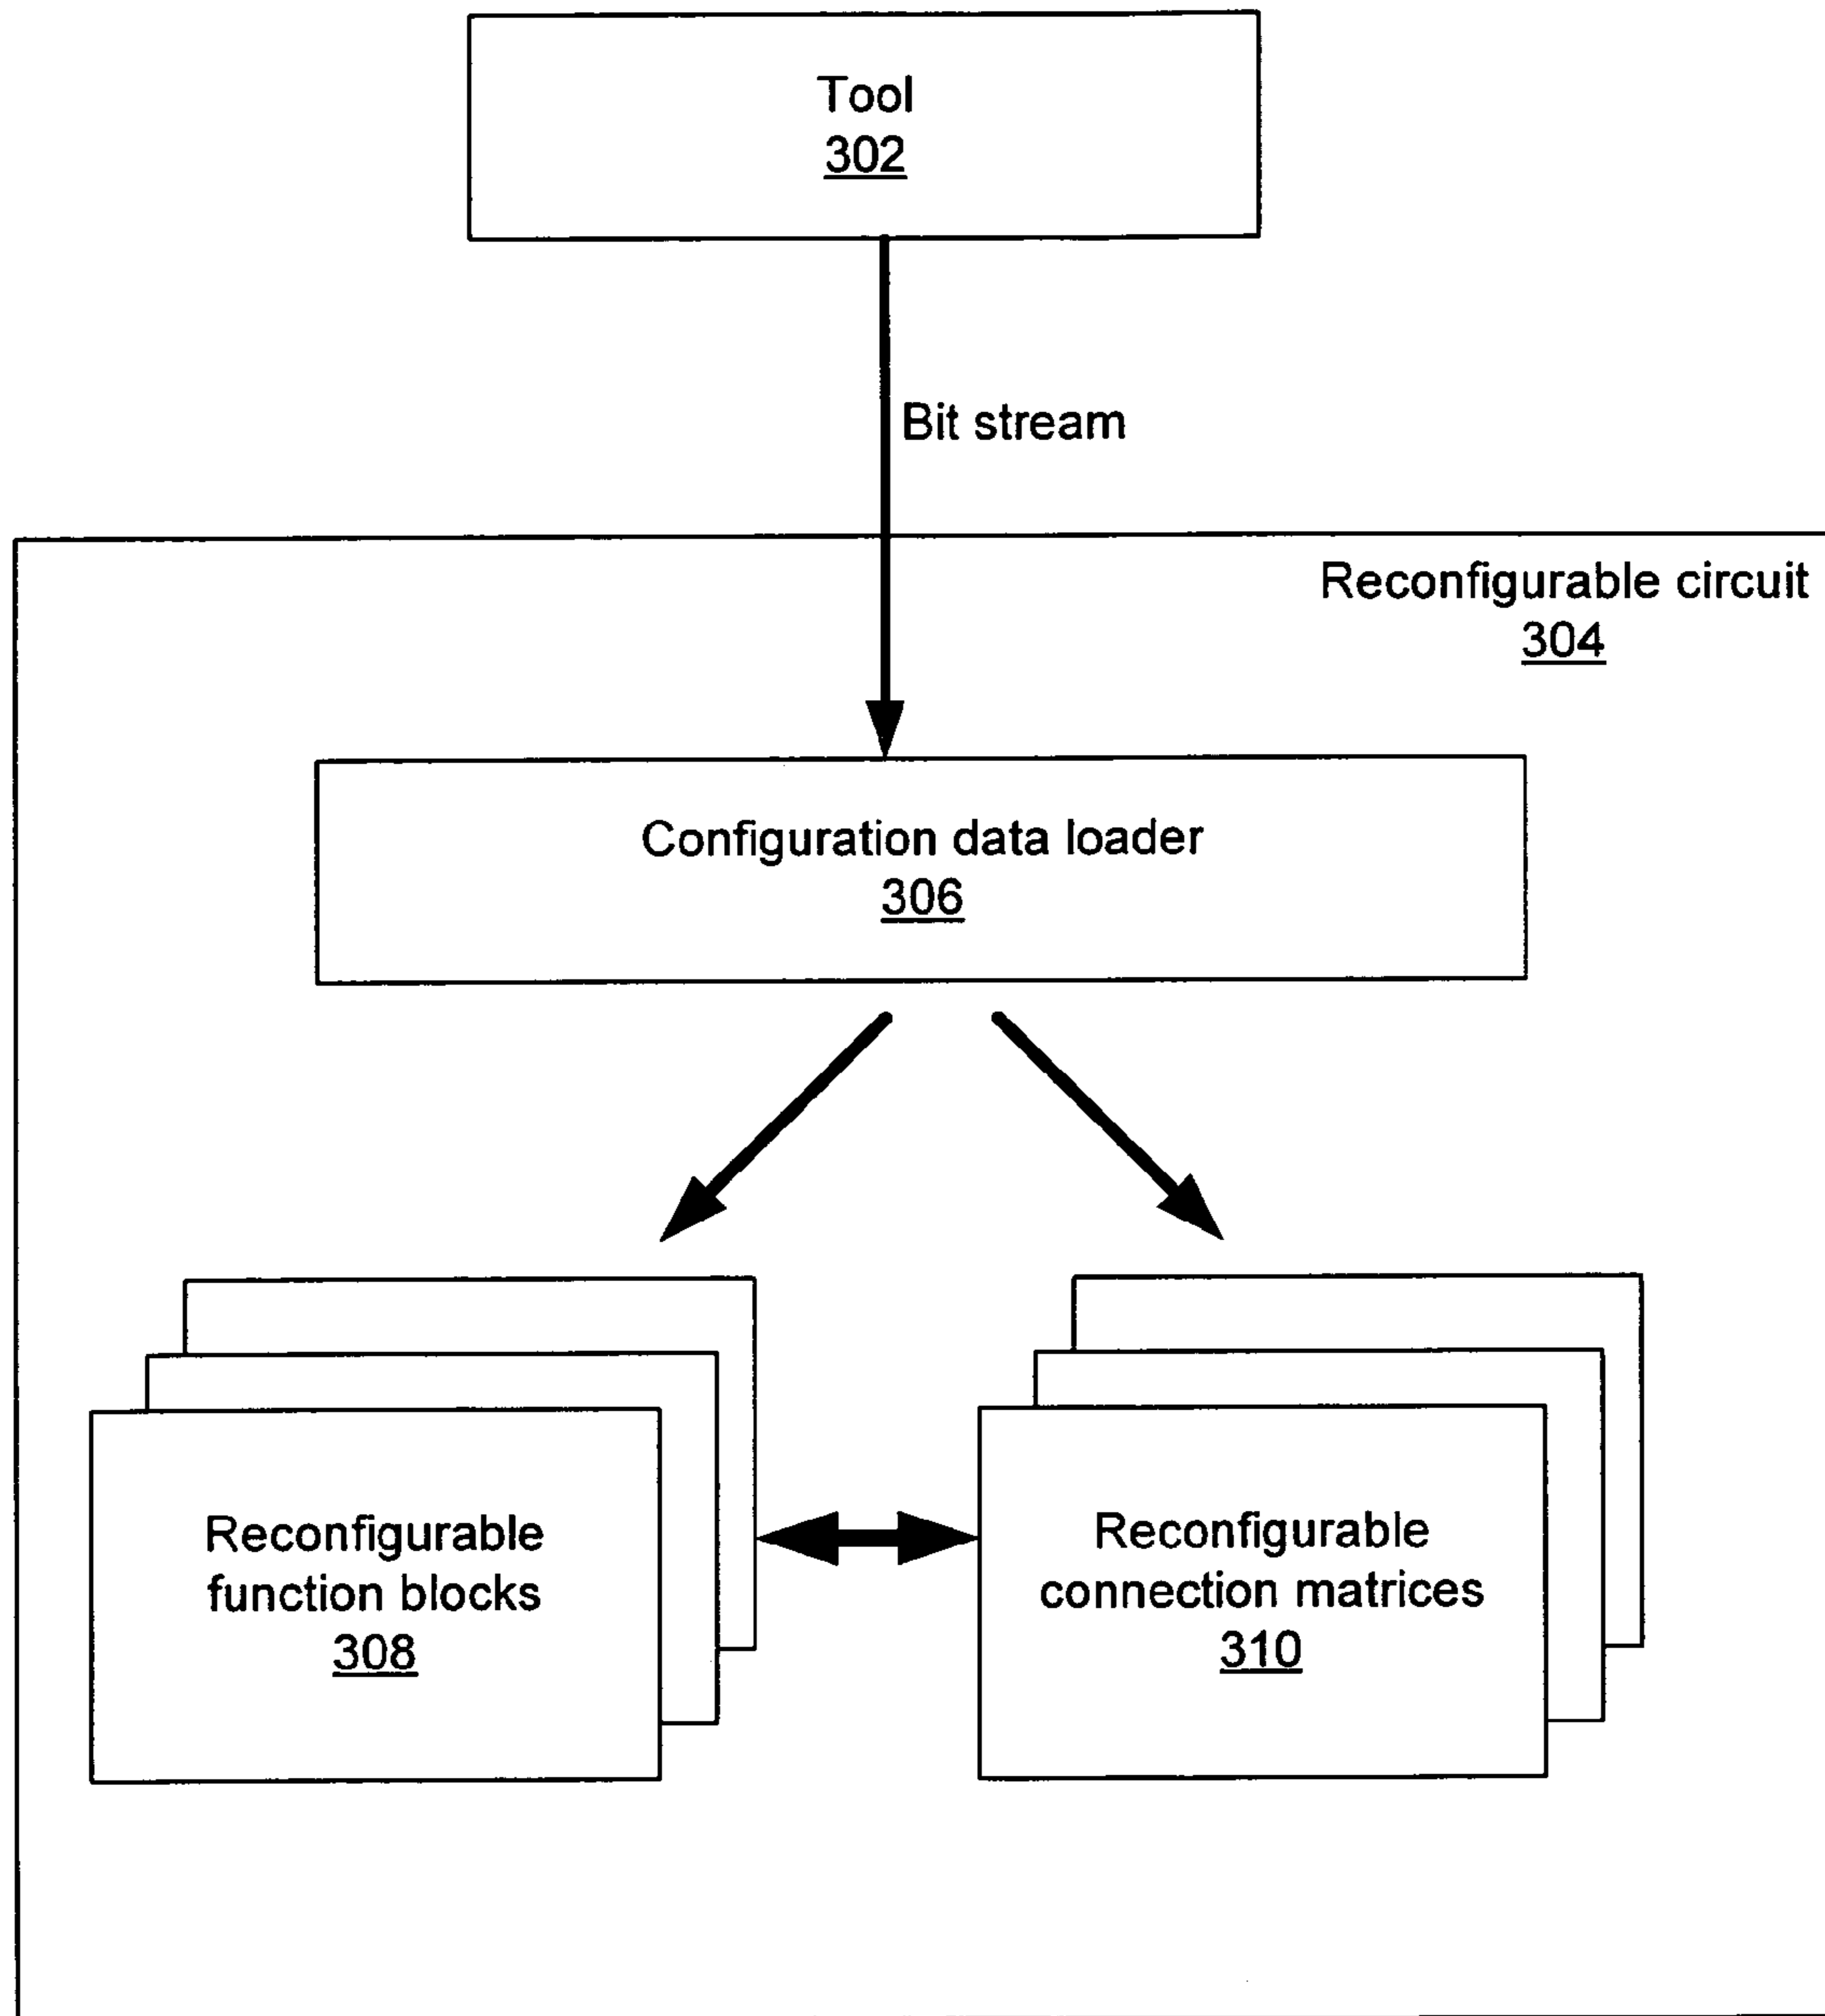 Tool
302
Bit stream
Reconfigurable circuit
304
Configuration data loader
306
Reconfigurable
function blocks
308
Reconfigurable
connection matrices
310